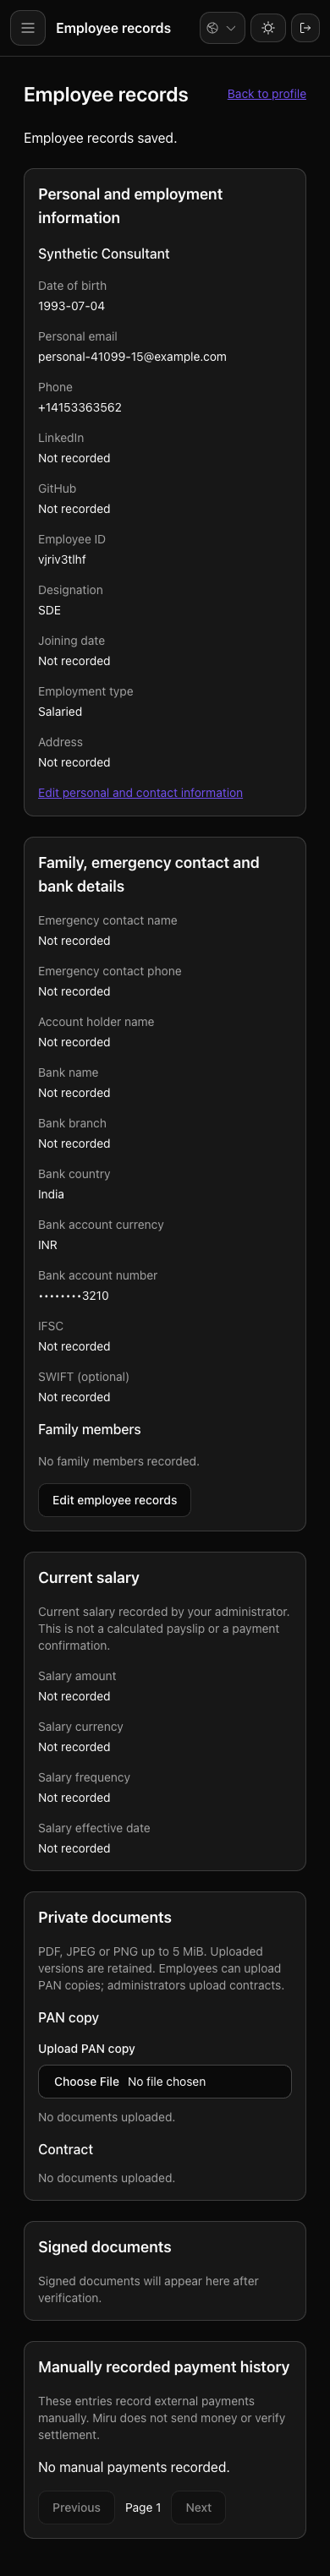 Employee records
Employee records
Back to profile
Employee records saved.
Personal and employment
information
Synthetic Consultant
Date of birth
1993-07-04
Personal email
personal-41099-15@example.com
Phone
+14153363562
LinkedIn
Not recorded
GitHub
Not recorded
Employee ID
vjriv3tlhf
Designation
SDE
Joining date
Not recorded
Employment type
Salaried
Address
Not recorded
Edit personal and contact information
Family, emergency contact and
bank details
Emergency contact name
Not recorded
Emergency contact phone
Not recorded
Account holder name
Not recorded
Bank name
Not recorded
Bank branch
Not recorded
Bank country
India
Bank account currency
INR
Bank account number
••••••••3210
IFSC
Not recorded
SWIFT (optional)
Not recorded
Family members
No family members recorded.
Edit employee records
Current salary
Current salary recorded by your administrator.
This is not a calculated payslip or a payment
confirmation.
Salary amount
Not recorded
Salary currency
Not recorded
Salary frequency
Not recorded
Salary effective date
Not recorded
Private documents
PDF, JPEG or PNG up to 5 MiB. Uploaded
versions are retained. Employees can upload
PAN copies; administrators upload contracts.
PAN copy
Upload PAN copy
Choose File No file chosen
No documents uploaded.
Contract
No documents uploaded.
Signed documents
Signed documents will appear here after
verification.
Manually recorded payment history
These entries record external payments
manually. Miru does not send money or verify
settlement.
No manual payments recorded.
Previous Page 1 Next